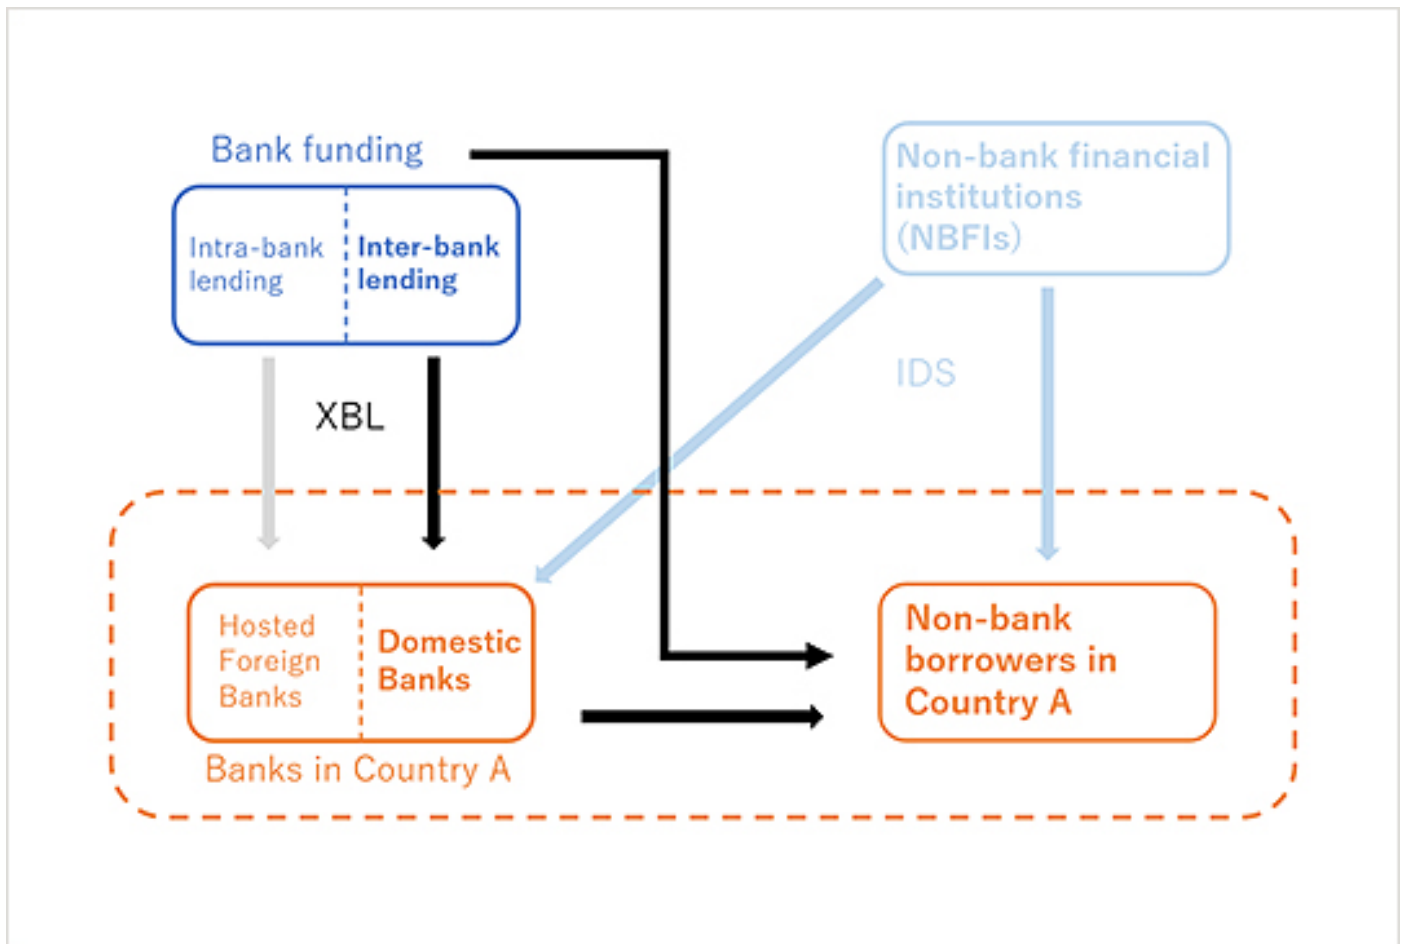 Bank funding
Intra-bank
lending
Inter-bank
lending
Non-bank financial
institutions
(NBFIs)
XBL
IDS
Hosted
Foreign
Banks
Domestic
Banks
Banks in Country A
Non-bank
borrowers in
Country A